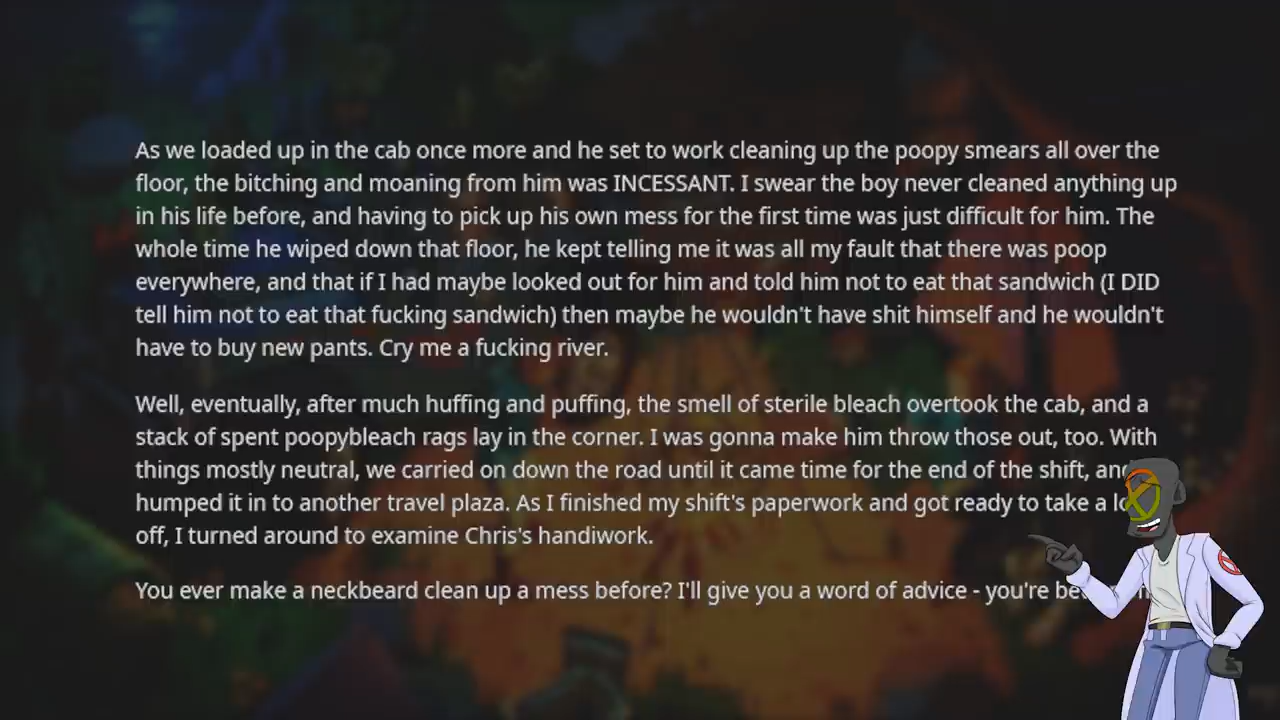 As we loaded up in the cab once more and he set to work cleaning up the poopy smears all over the
floor, the bitching and moaning from him was INCESSANT. I swear the boy never cleaned anything up
in his life before, and having to pick up his own mess for the first time was just difficult for him. The
whole time he wiped down that floor, he kept telling me it was all my fault that there was poop
everywhere, and that if I had maybe looked out for him and told him not to eat that sandwich (I DID
tell him not to eat that fucking sandwich) then maybe he wouldn't have shit himself and he wouldn't
have to buy new pants. Cry me a fucking river.
Well, eventually, after much huffing and puffing, the smell of sterile bleach overtook the cab, and a
stack of spent poopybleach rags lay in the corner. I was gonna make him throw those out, too. With
things mostly neutral, we carried on down the road until it came time for the end of the shift, and
humped it in to another travel plaza. As I finished my shift's paperwork and got ready to take a
off, I turned around to examine Chris's handiwork.
You ever make a neckbeard clean up a mess before? I'll give you a word of advice - you're